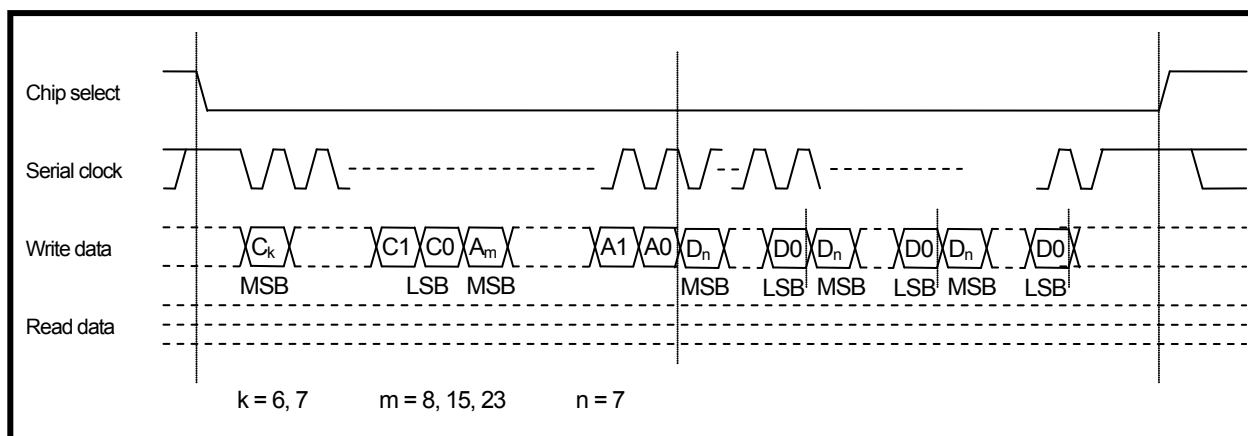 Chip select
Serial clock
Write data
Cₖ C1 C0 Aₘ A1 A0 Dₙ D0 Dₙ D0 Dₙ D0
MSB LSB MSB MSB LSB MSB LSB MSB LSB
Read data
k = 6, 7 m = 8, 15, 23 n = 7